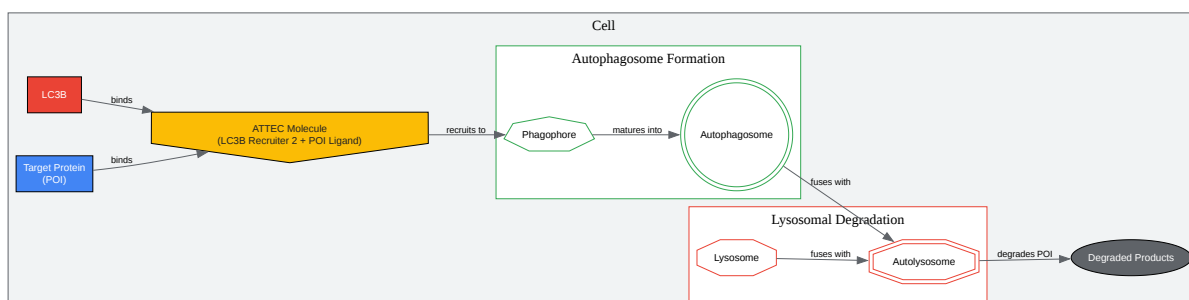 Cell
Autophagosome Formation
LC3B
binds
ATTEC Molecule
(LC3B Recruiter 2 + POI Ligand)
recruits to
Phagophore
matures into
Autophagosome
Target Protein
(POI)
binds
fuses with
Lysosomal Degradation
Lysosome
fuses with
Autolysosome
degrades POI
Degraded Products